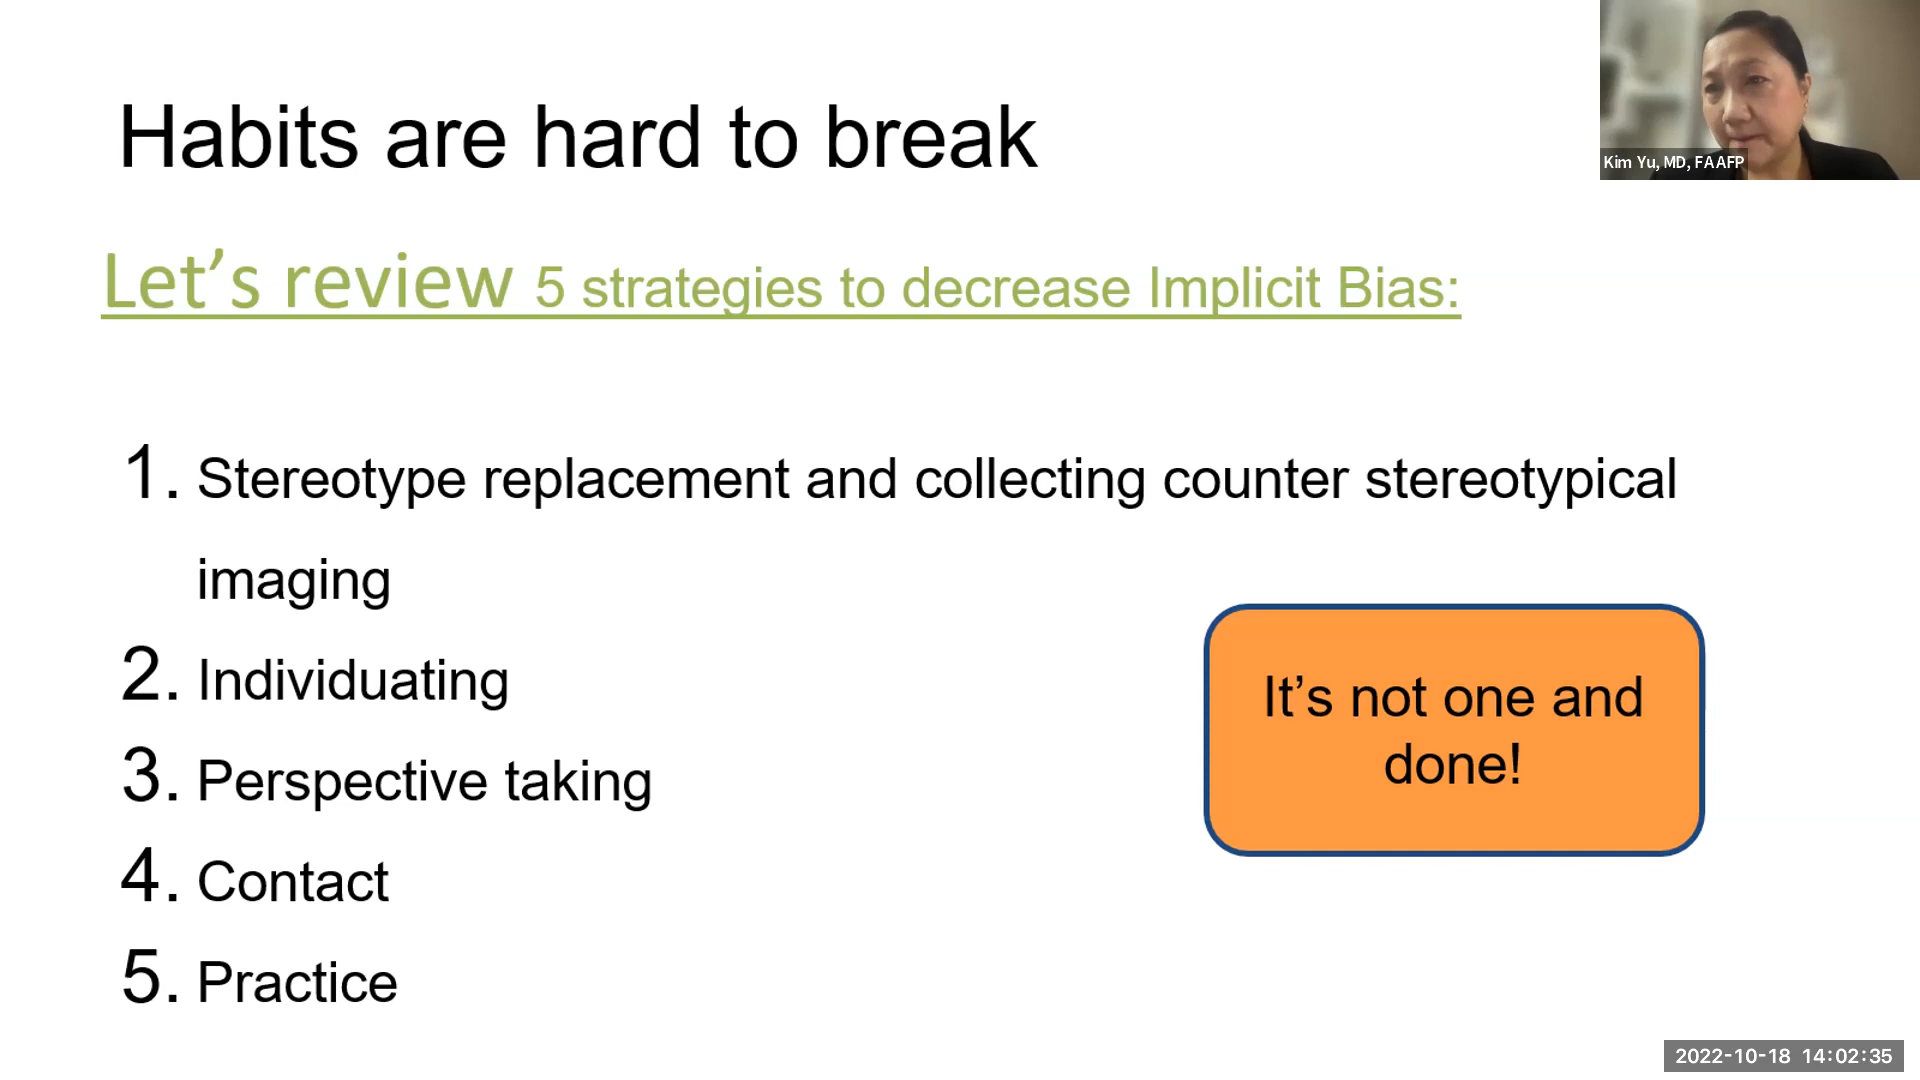 Habits are hard to break
Kim Yu, MD, FAAFP
Let’s review 5 strategies to decrease Implicit Bias:
1. Stereotype replacement and collecting counter stereotypical
imaging
2. Individuating
3. Perspective taking
4. Contact
5. Practice
It’s not one and
done!
2022-10-18 14:02:35